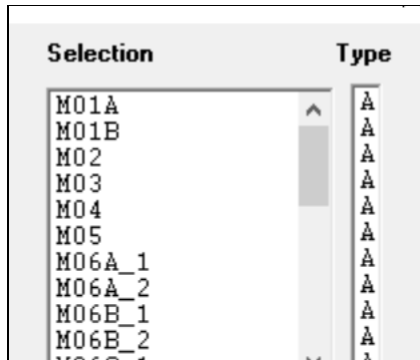 Selection Type
M01A A
M01B A
M02 A
M03 A
M04 A
M05 A
M06A_1 A
M06A_2 A
M06B_1 A
M06B_2 A